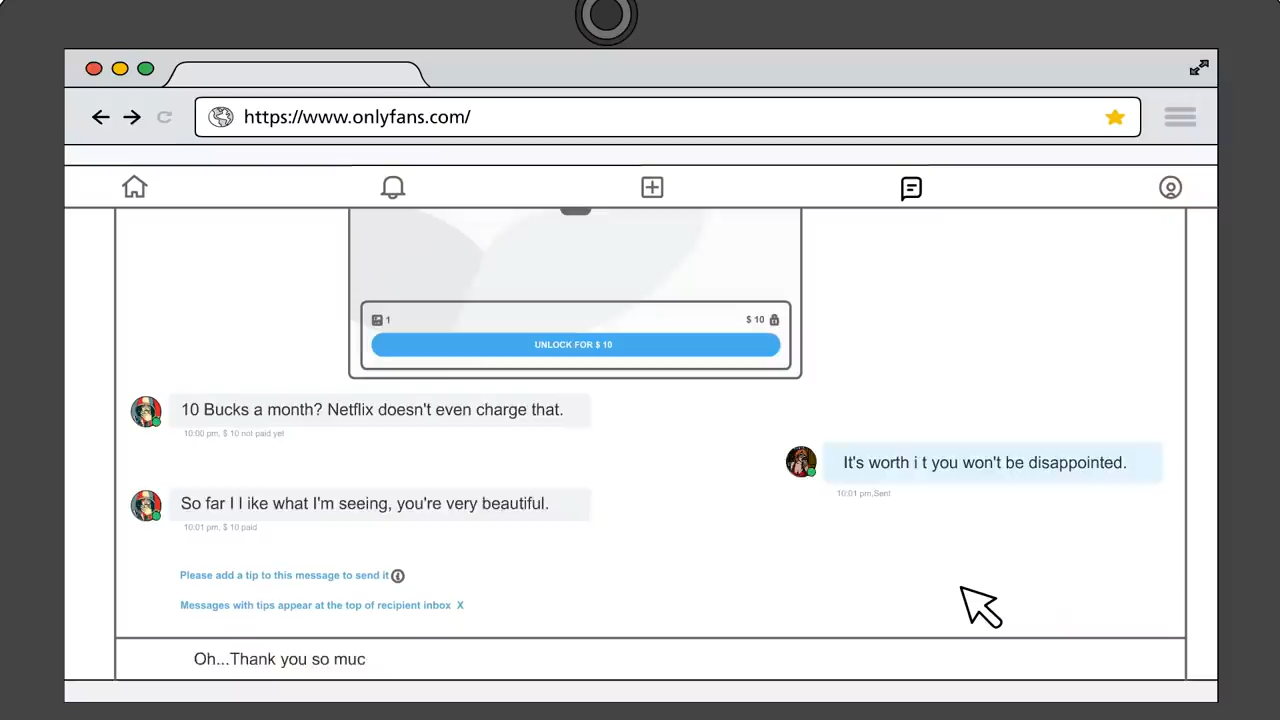 https://www.onlyfans.com/
1
$ 10
UNLOCK FOR $ 10
10 Bucks a month? Netflix doesn't even charge that.
10:00 pm, $ 10 not paid yet
It's worth i t you won't be disappointed.
10:01 pm,Sent
So far I l ike what I'm seeing, you're very beautiful.
10:01 pm, $ 10 paid
Please add a tip to this message to send it
Messages with tips appear at the top of recipient inbox X
Oh...Thank you so muc